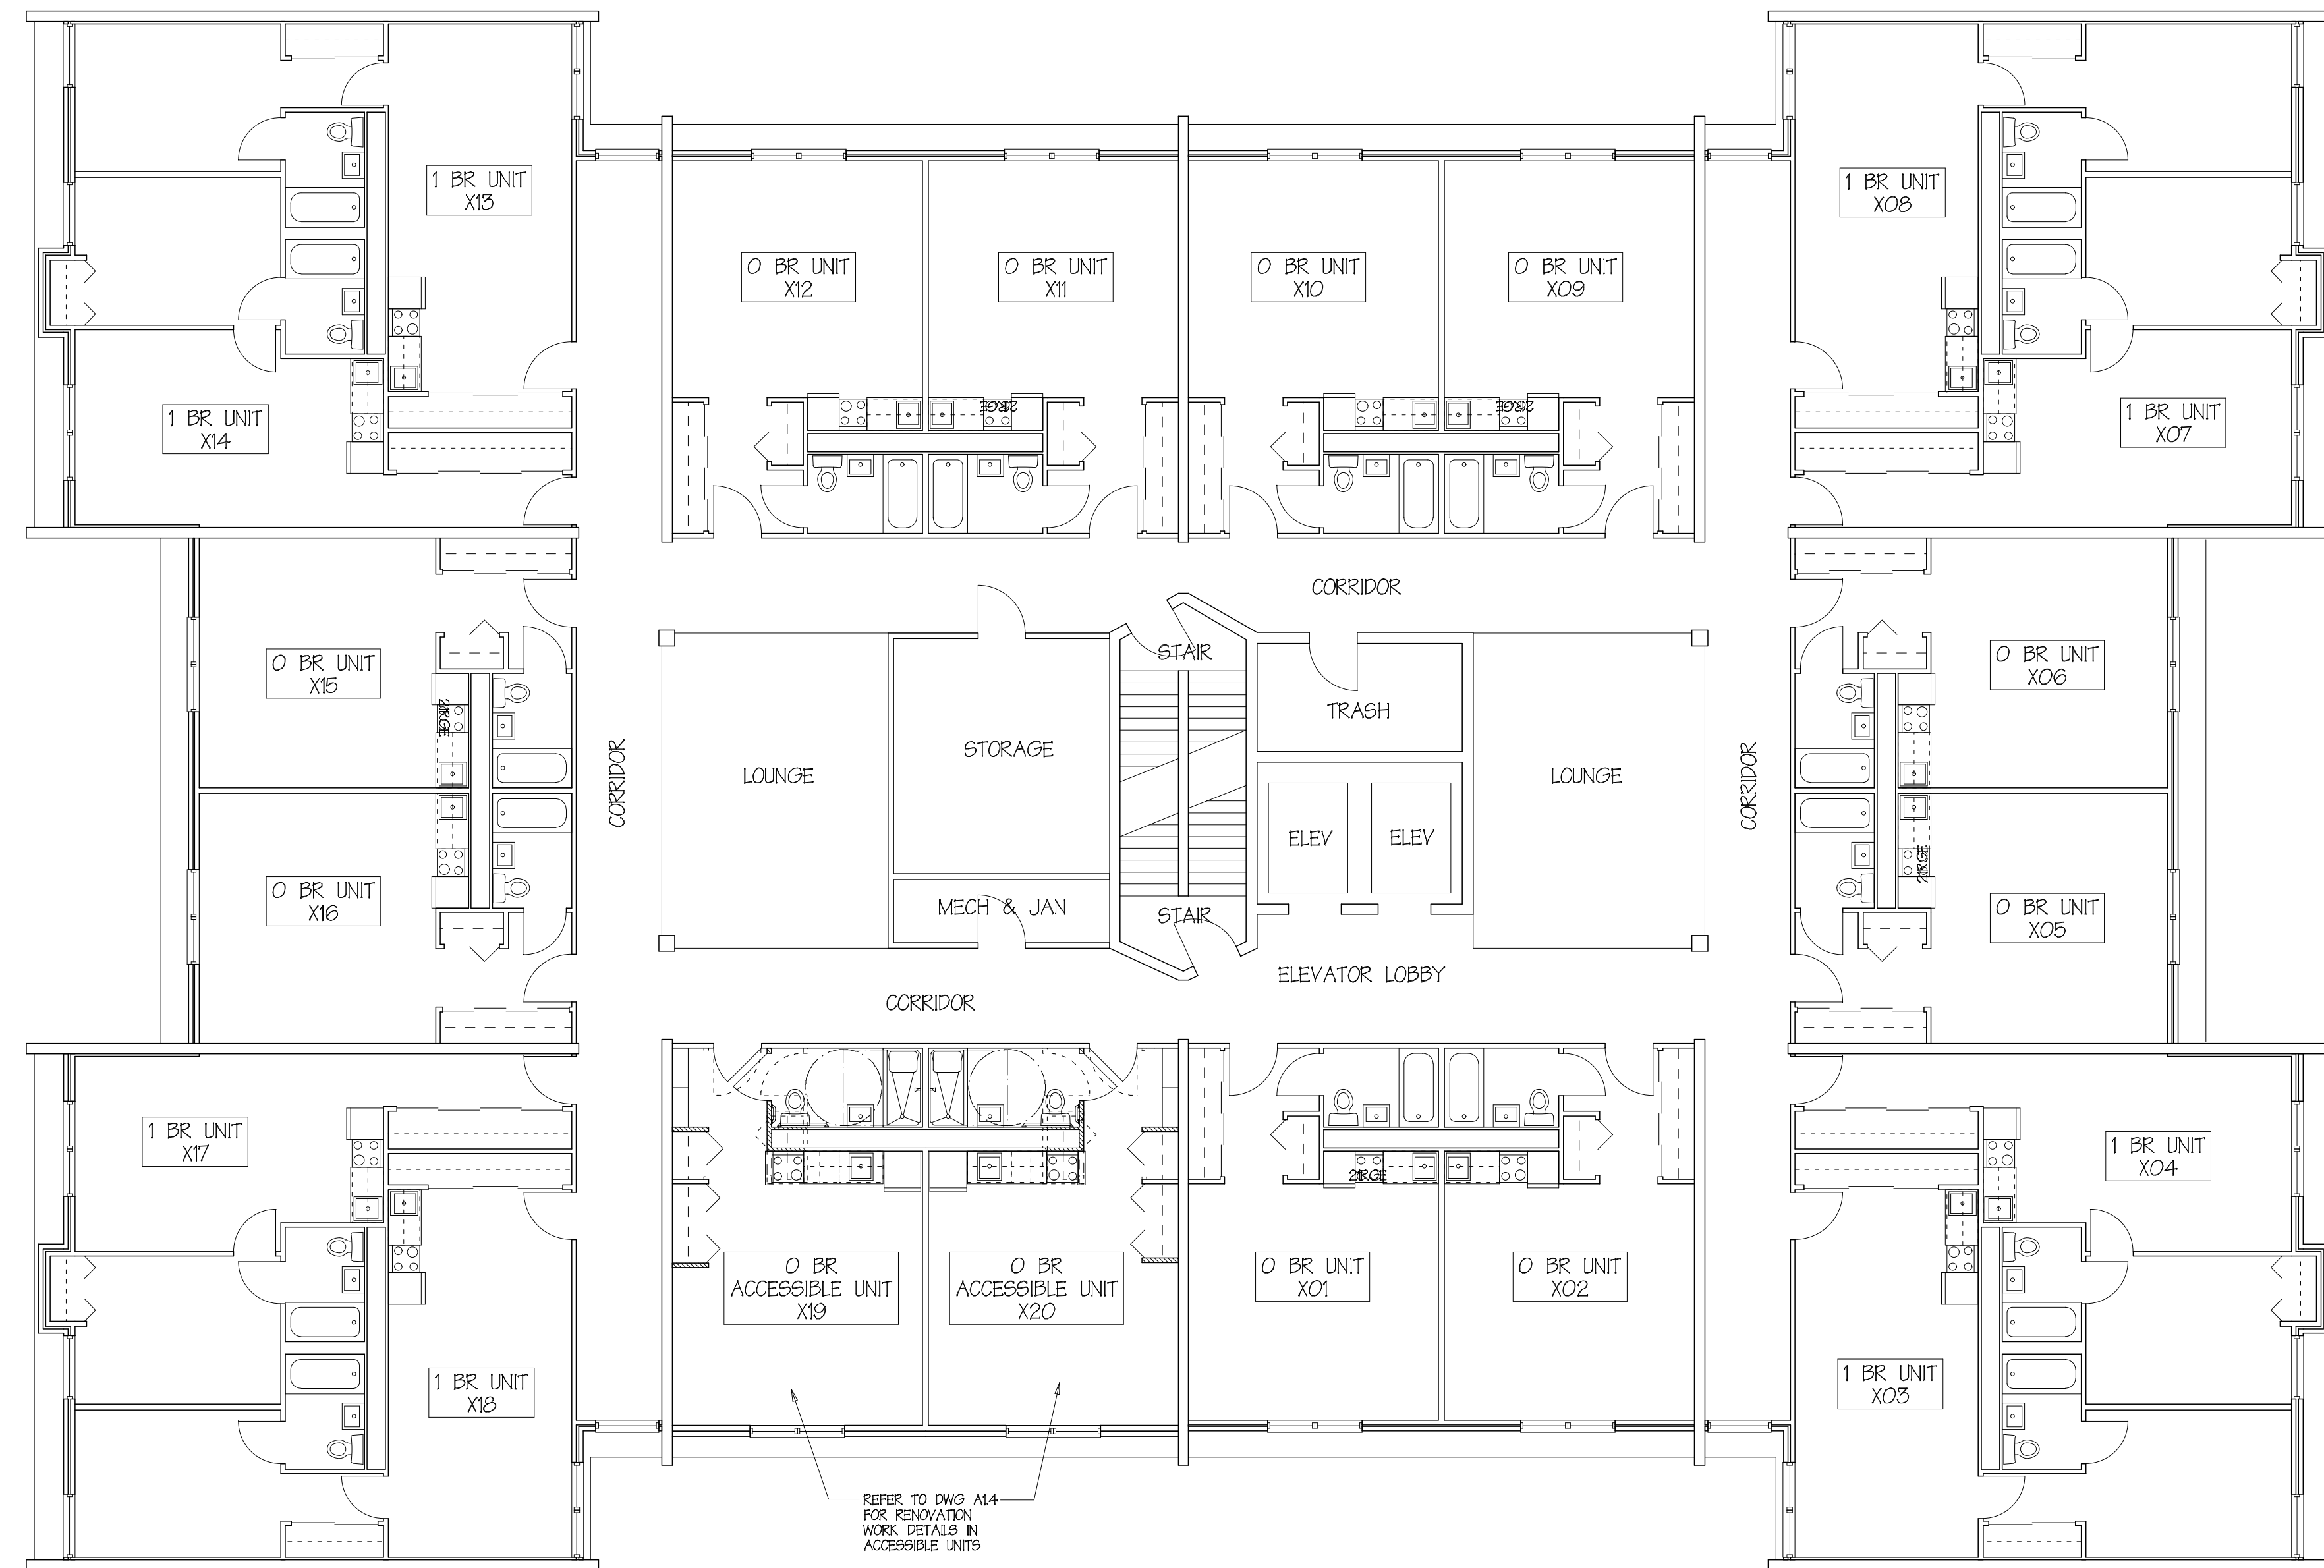 1 BR UNIT
X13
1 BR UNIT
X08
O BR UNIT
X12
O BR UNIT
X11
O BR UNIT
X10
O BR UNIT
X09
1 BR UNIT
X14
1 BR UNIT
X07
21RGE
21RGE
CORRIDOR
O BR UNIT
X15
21RGE
STAIR
TRASH
STORAGE
LOUNGE
LOUNGE
CORRIDOR
CORRIDOR
O BR UNIT
X06
ELEV
ELEV
O BR UNIT
X16
MECH & JAN
STAIR
21RGE
O BR UNIT
X05
ELEVATOR LOBBY
CORRIDOR
1 BR UNIT
X17
21RGE
1 BR UNIT
X04
O BR
ACCESSIBLE UNIT
X19
O BR
ACCESSIBLE UNIT
X20
O BR UNIT
X01
O BR UNIT
X02
1 BR UNIT
X18
1 BR UNIT
X03
REFER TO DWG A1.4
FOR RENOVATION
WORK DETAILS IN
ACCESSIBLE UNITS